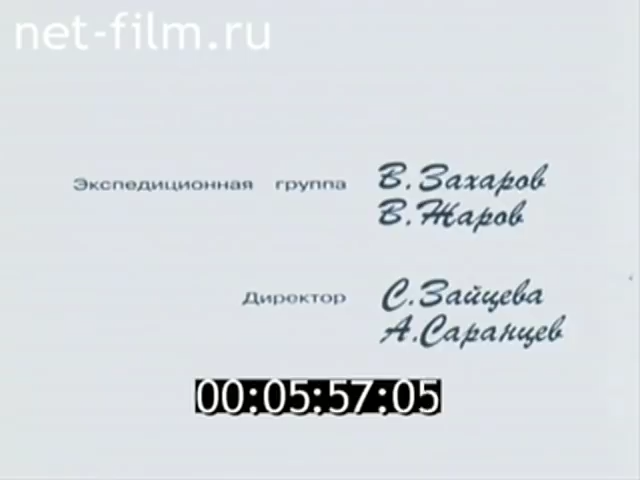 net-film.ru
Экспедиционная группа В.Захаров
В.Жаров
Директор С.Зайцева
А.Саранцев
00:05:57:05